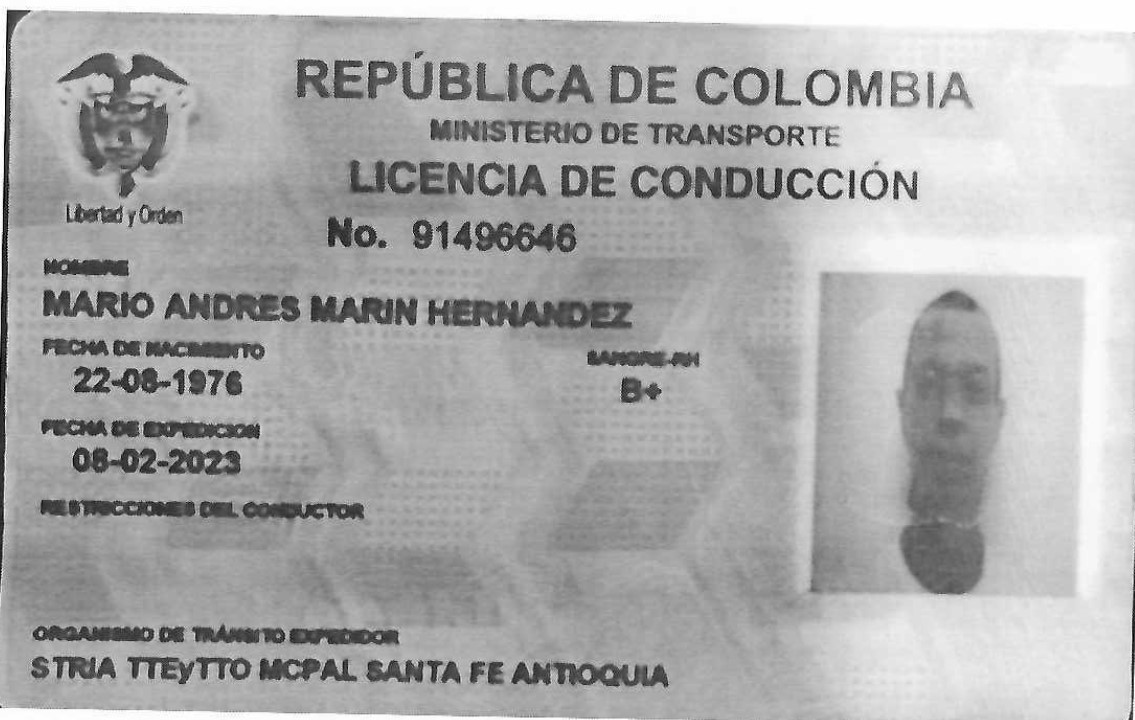 REPÚBLICA DE COLOMBIA
MINISTERIO DE TRANSPORTE
LICENCIA DE CONDUCCIÓN
Libertad y Orden
No. 91496646
NOMBRE
MARIO ANDRES MARIN HERNANDEZ
FECHA DE NACIMIENTO
22-08-1976
SANGRE-RH
B+
FECHA DE EXPEDICION
08-02-2023
RESTRICCIONES DEL CONDUCTOR
ORGANISMO DE TRÁNSITO EXPEDIDOR
STRIA TTEyTTO MCPAL SANTA FE ANTIOQUIA